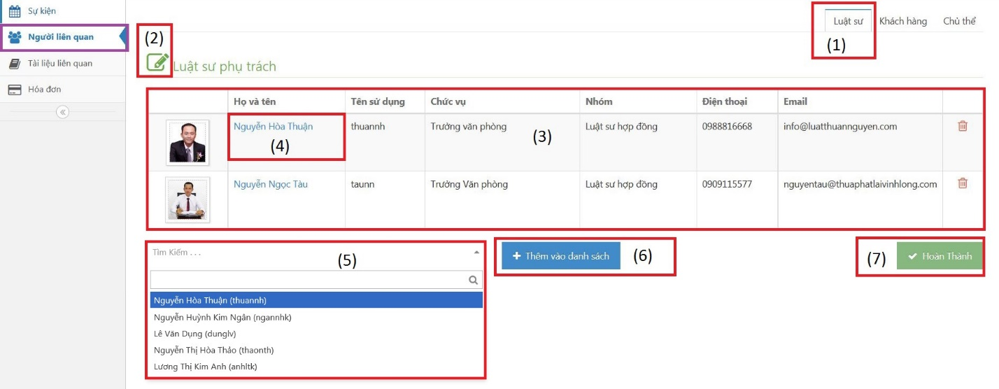 Sự kiện
Người liên quan
Tài liệu liên quan
Hóa đơn
Luật sư Khách hàng Chủ thể
(1)
(2)
Luật sư phụ trách
Họ và tên Tên sử dụng Chức vụ Nhóm Điện thoại Email
Nguyễn Hòa Thuận thuannh Trưởng văn phòng Luật sư hợp đồng 0988816668 info@luatthuannguyen.com
(3)
(4)
Nguyễn Ngọc Tàu taunn Trưởng Văn phòng Luật sư hợp đồng 0909115577 nguyentau@thuaphatlaivinhlong.com
Tìm Kiếm . . . (5)
Thêm vào danh sách (6)
(7) Hoàn Thành
Nguyễn Hòa Thuận (thuannh)
Nguyễn Huỳnh Kim Ngân (ngannhk)
Lê Văn Dụng (dunglv)
Nguyễn Thị Hòa Thảo (thaonth)
Lương Thị Kim Anh (anhltk)